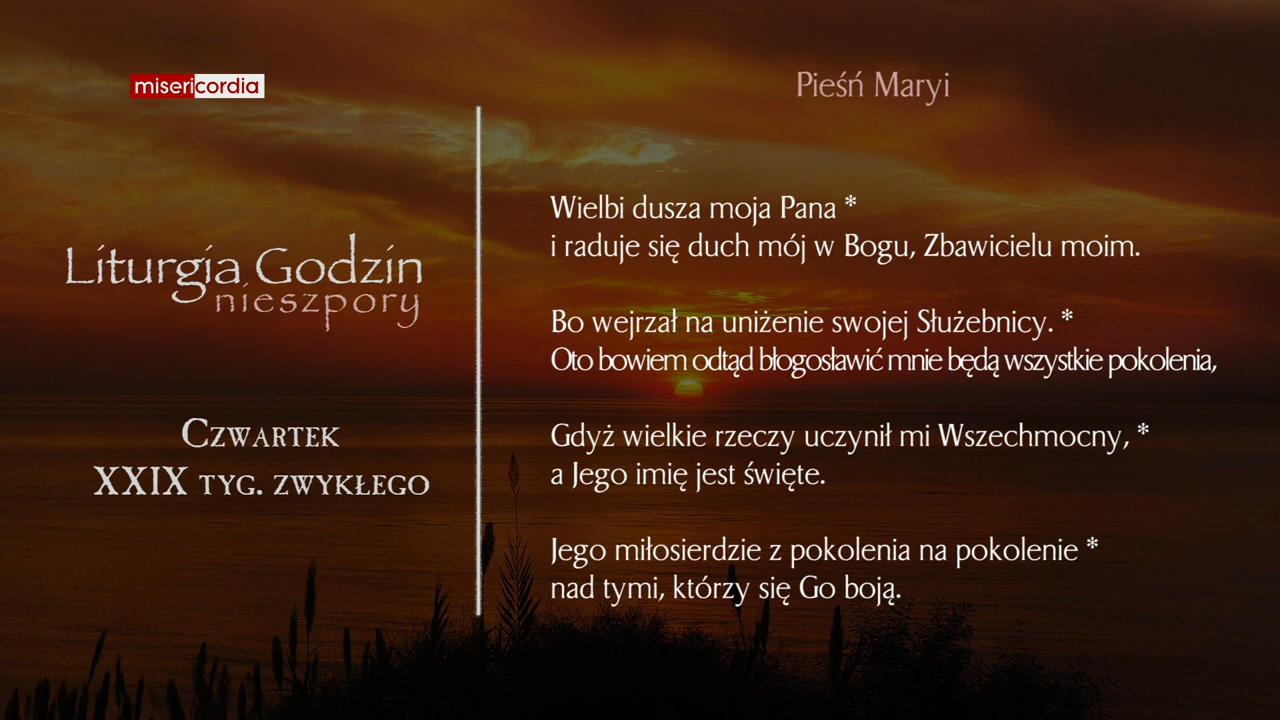 misericordia
Liturgia Godzin
nieszpory
Czwartek
XXIX tyg. zwykłego
Pieśń Maryi
Wielbi dusza moja Pana *
i raduje się duch mój w Bogu, Zbawicielu moim.
Bo wejrzał na uniżenie swojej Służebnicy. *
Oto bowiem odtąd błogosławić mnie będą wszystkie pokolenia,
Gdyż wielkie rzeczy uczynił mi Wszechmocny, *
a Jego imię jest święte.
Jego miłosierdzie z pokolenia na pokolenie *
nad tymi, którzy się Go boją.